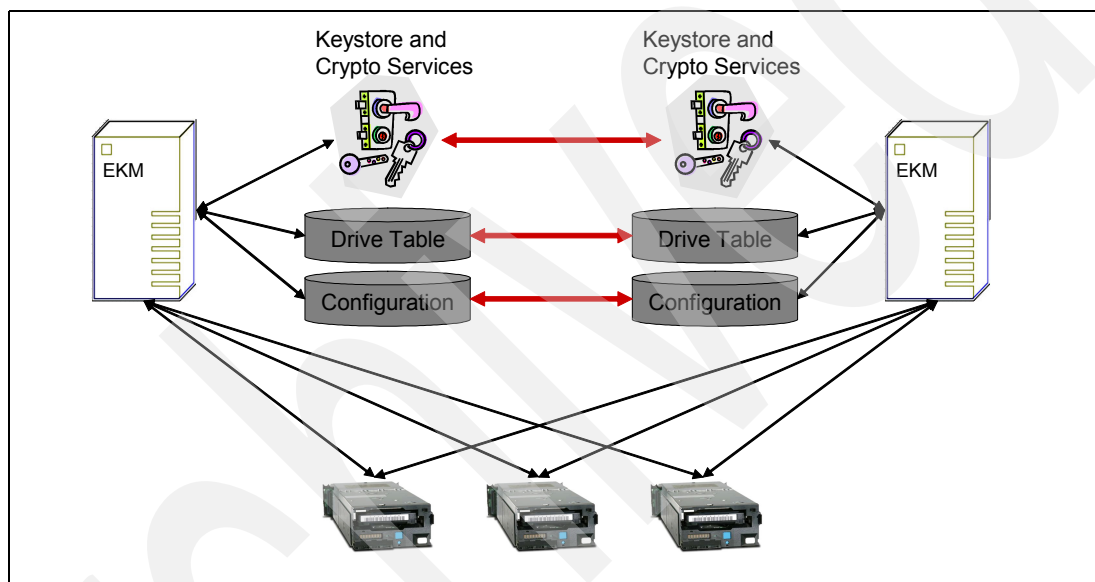 Keystore and
Crypto Services
Keystore and
Crypto Services
EKM
EKM
Drive Table
Drive Table
Configuration
Configuration